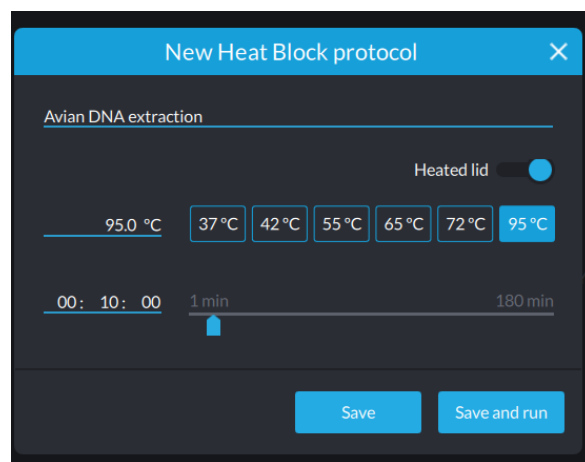 New Heat Block protocol
Avian DNA extraction
Heated lid
95.0 °C 37 °C 42 °C 55 °C 65 °C 72 °C 95 °C
00: 10: 00 1 min 180 min
Save Save and run